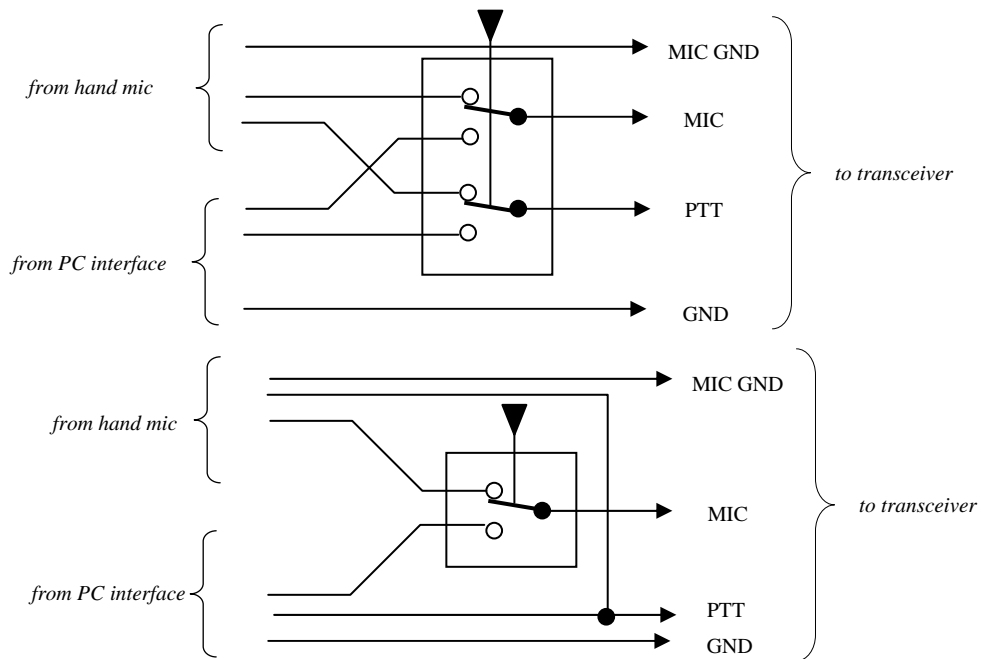 MIC GND
from hand mic
MIC
to transceiver
PTT
from PC interface
GND
MIC GND
from hand mic
to transceiver
MIC
from PC interface
PTT
GND